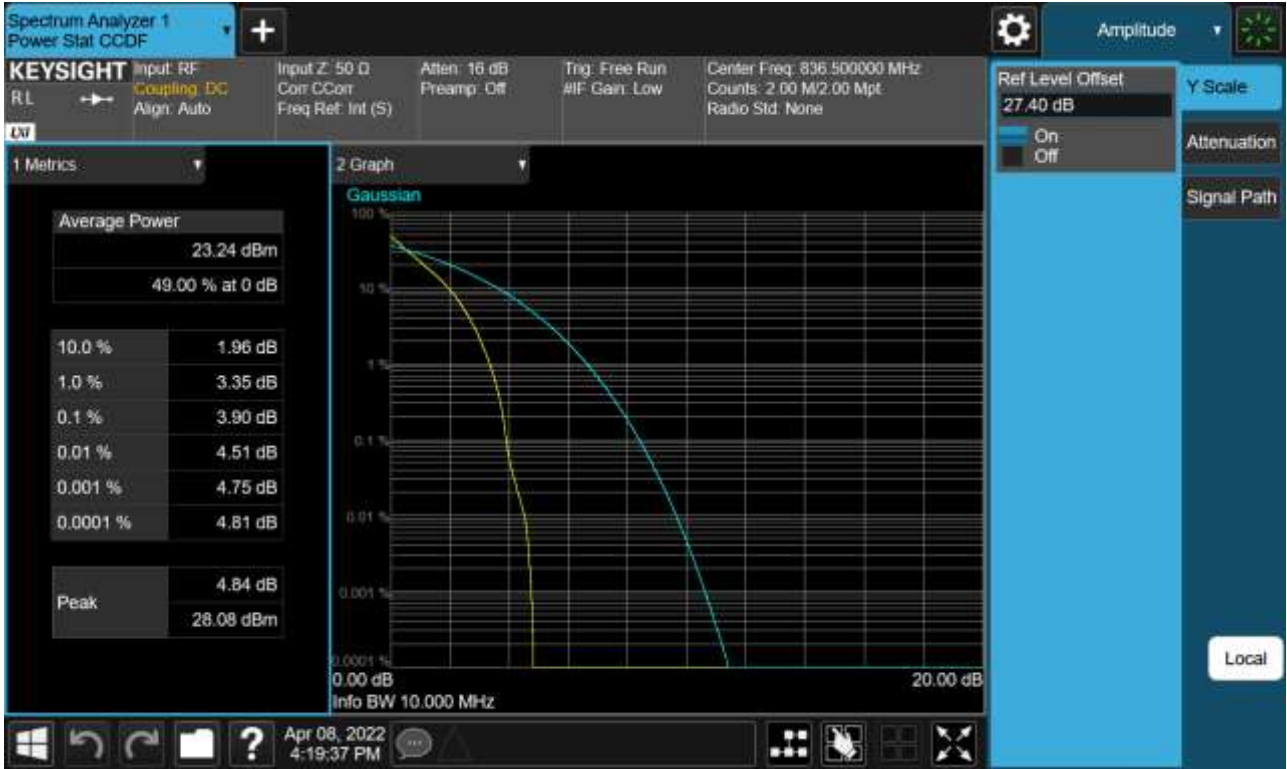 Spectrum Analyzer 1
Power Stat CCDF
+
Amplitude
KEYSIGHT
RL
LXI
Input: RF
Coupling: DC
Align: Auto
Input Z: 50 Ω
Corr CCorr
Freq Ref: Int (S)
Atten: 16 dB
Preamp: Off
Trig: Free Run
#IF Gain: Low
Center Freq: 836.500000 MHz
Counts: 2.00 M/2.00 Mpt
Radio Std: None
Ref Level Offset
27.40 dB
On
Off
Y Scale
Attenuation
Signal Path
Local
1 Metrics
Average Power
23.24 dBm
49.00 % at 0 dB
10.0 % 1.96 dB
1.0 % 3.35 dB
0.1 % 3.90 dB
0.01 % 4.51 dB
0.001 % 4.75 dB
0.0001 % 4.81 dB
Peak
4.84 dB
28.08 dBm
2 Graph
Gaussian
100 %
10 %
1 %
0.1 %
0.01 %
0.001 %
0.0001 %
0.00 dB 20.00 dB
Info BW 10.000 MHz
?
Apr 08, 2022
4:19:37 PM